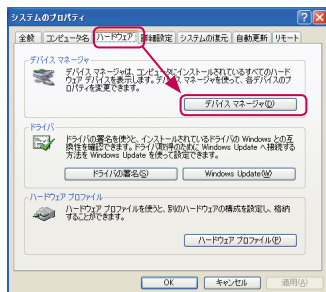 システムのプロパティ
全般 コンピュータ名 ハードウェア 詳細設定 システムの復元 自動更新 リモート
デバイス マネージャ
デバイス マネージャは、コンピュータにインストールされているすべてのハード
ウェア デバイスを表示します。デバイス マネージャを使って、各デバイスのプ
ロパティを変更できます。
デバイス マネージャ(D)
ドライバ
ドライバの署名を使うと、インストールされているドライバの Windows との互
換性を確認できます。ドライバ取得のために Windows Update へ接続する
方法を Windows Update を使って設定できます。
ドライバの署名(S) Windows Update(W)
ハードウェア プロファイル
ハードウェア プロファイルを使うと、別のハードウェアの構成を設定し、格納
することができます。
ハードウェア プロファイル(P)
OK キャンセル 適用(A)